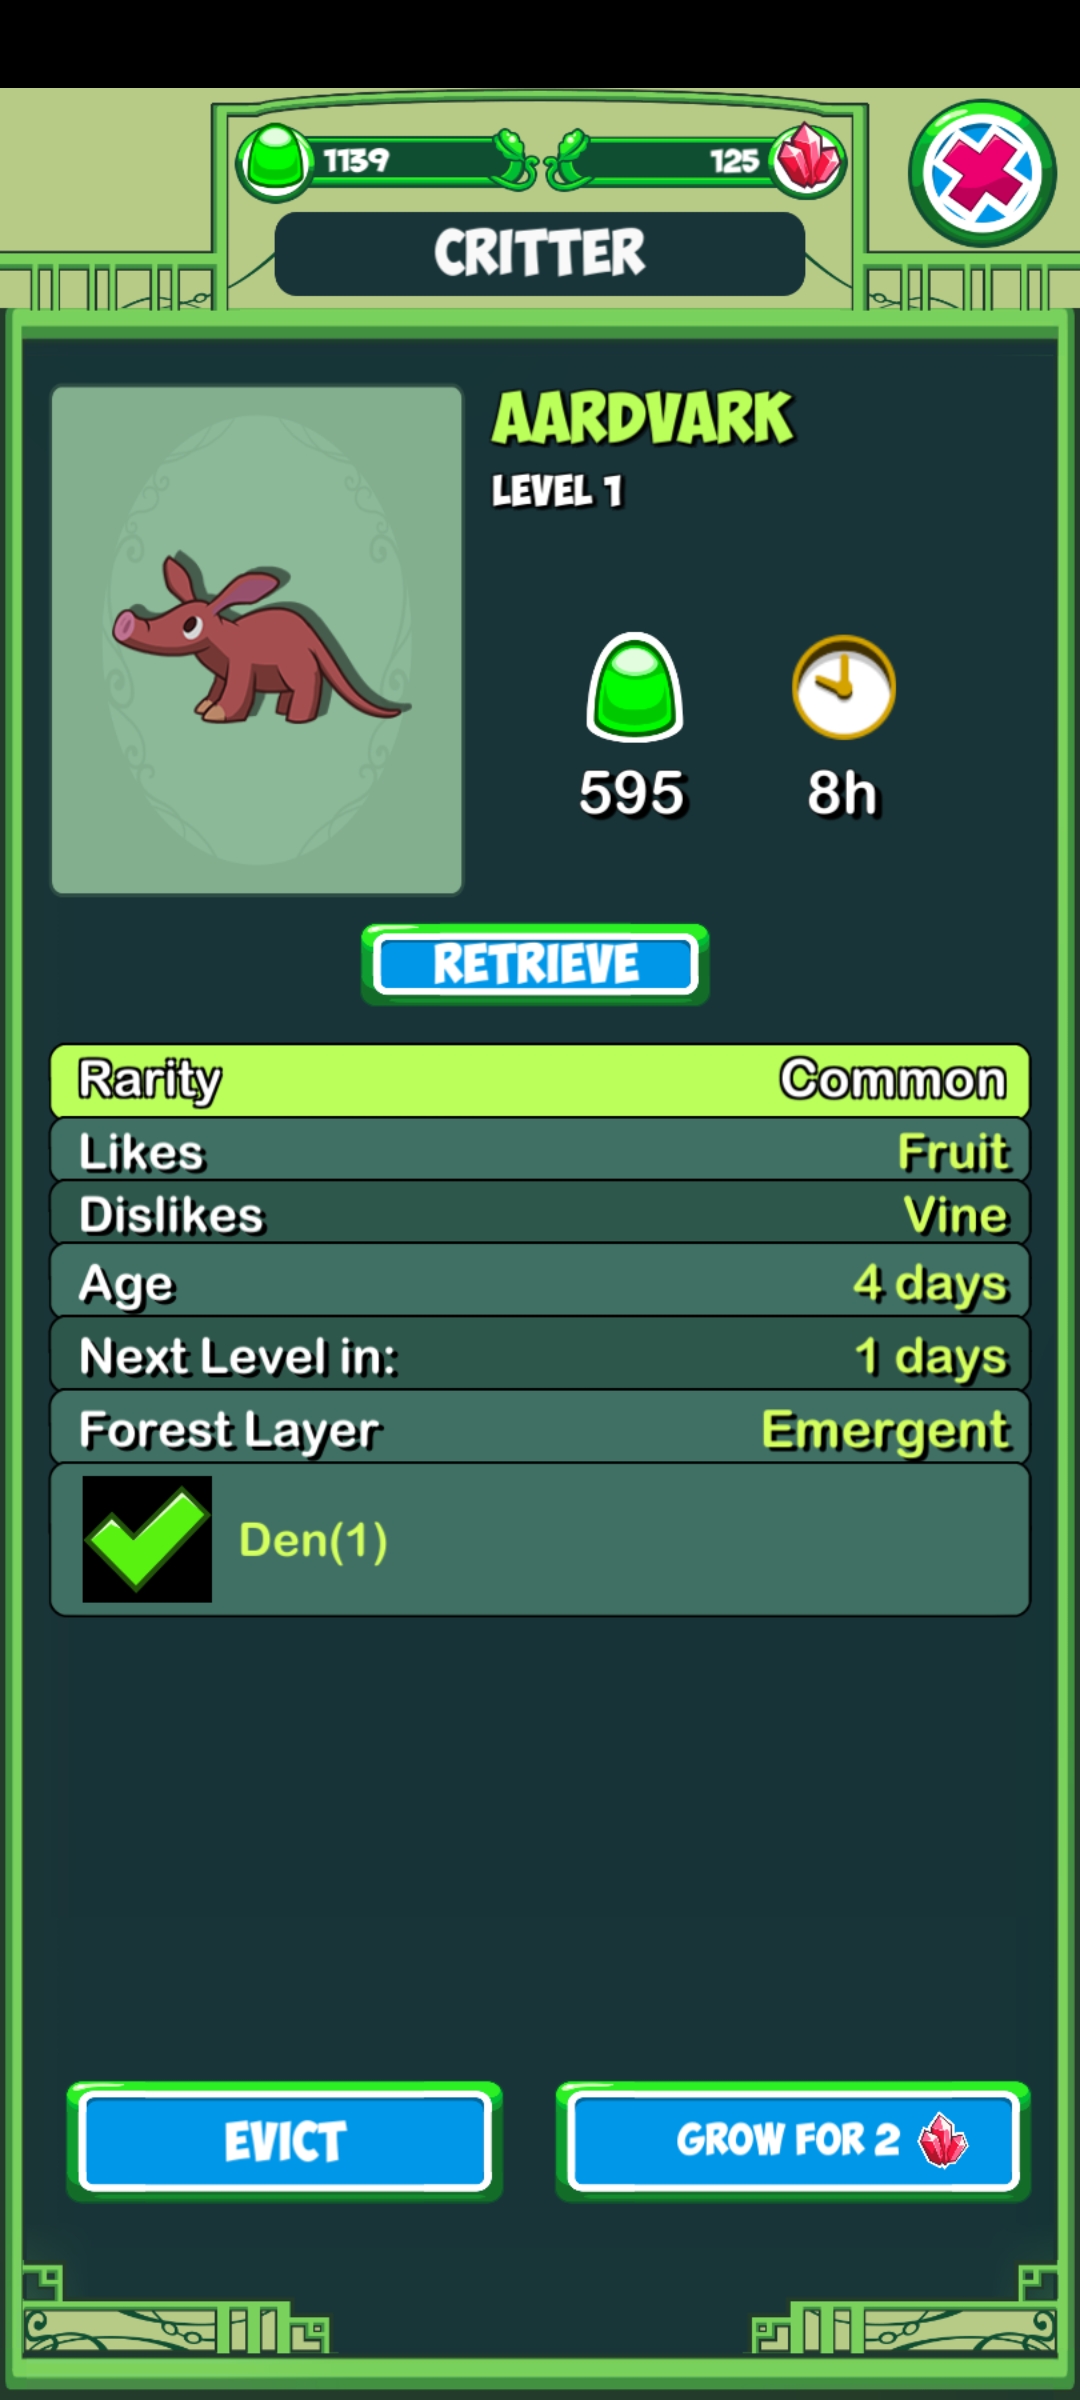 1139
125
CRITTER
AARDVARK
LEVEL 1
595
8h
RETRIEVE
Rarity Common
Likes Fruit
Dislikes Vine
Age 4 days
Next Level in: 1 days
Forest Layer Emergent
Den(1)
EVICT
GROW FOR 2